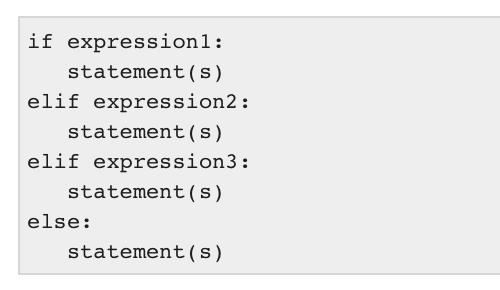 if expression1:
   statement(s)
elif expression2:
   statement(s)
elif expression3:
   statement(s)
else:
   statement(s)